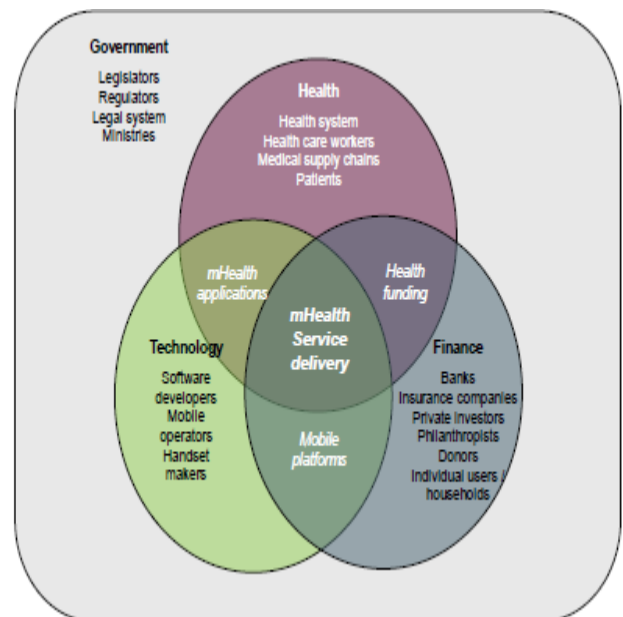 Government
Legislators
Regulators
Legal system
Ministries
Health
Health system
Health care workers
Medical supply chains
Patients
mHealth
applications
Health
funding
mHealth
Service
delivery
Technology
Software
developers
Mobile
operators
Handset
makers
Finance
Banks
Insurance companies
Private investors
Philanthropists
Donors
Individual users /
households
Mobile
platforms